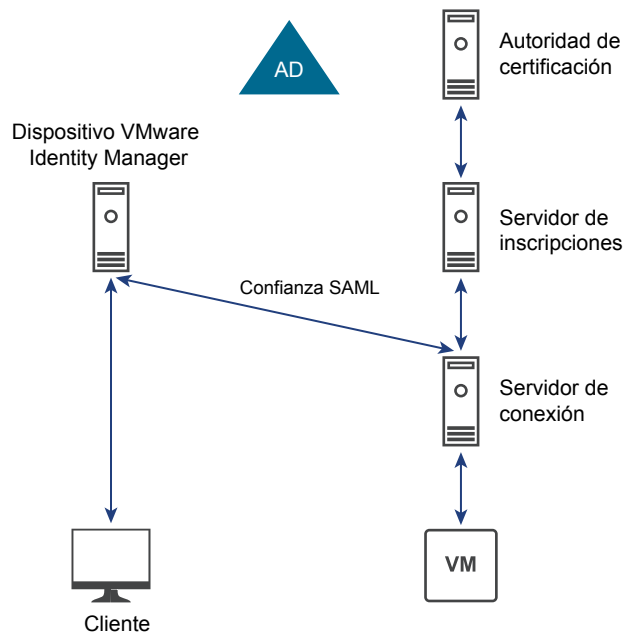 AD
Autoridad de
certificación
Dispositivo VMware
Identity Manager
Servidor de
inscripciones
Confianza SAML
Servidor de
conexión
VM
Cliente